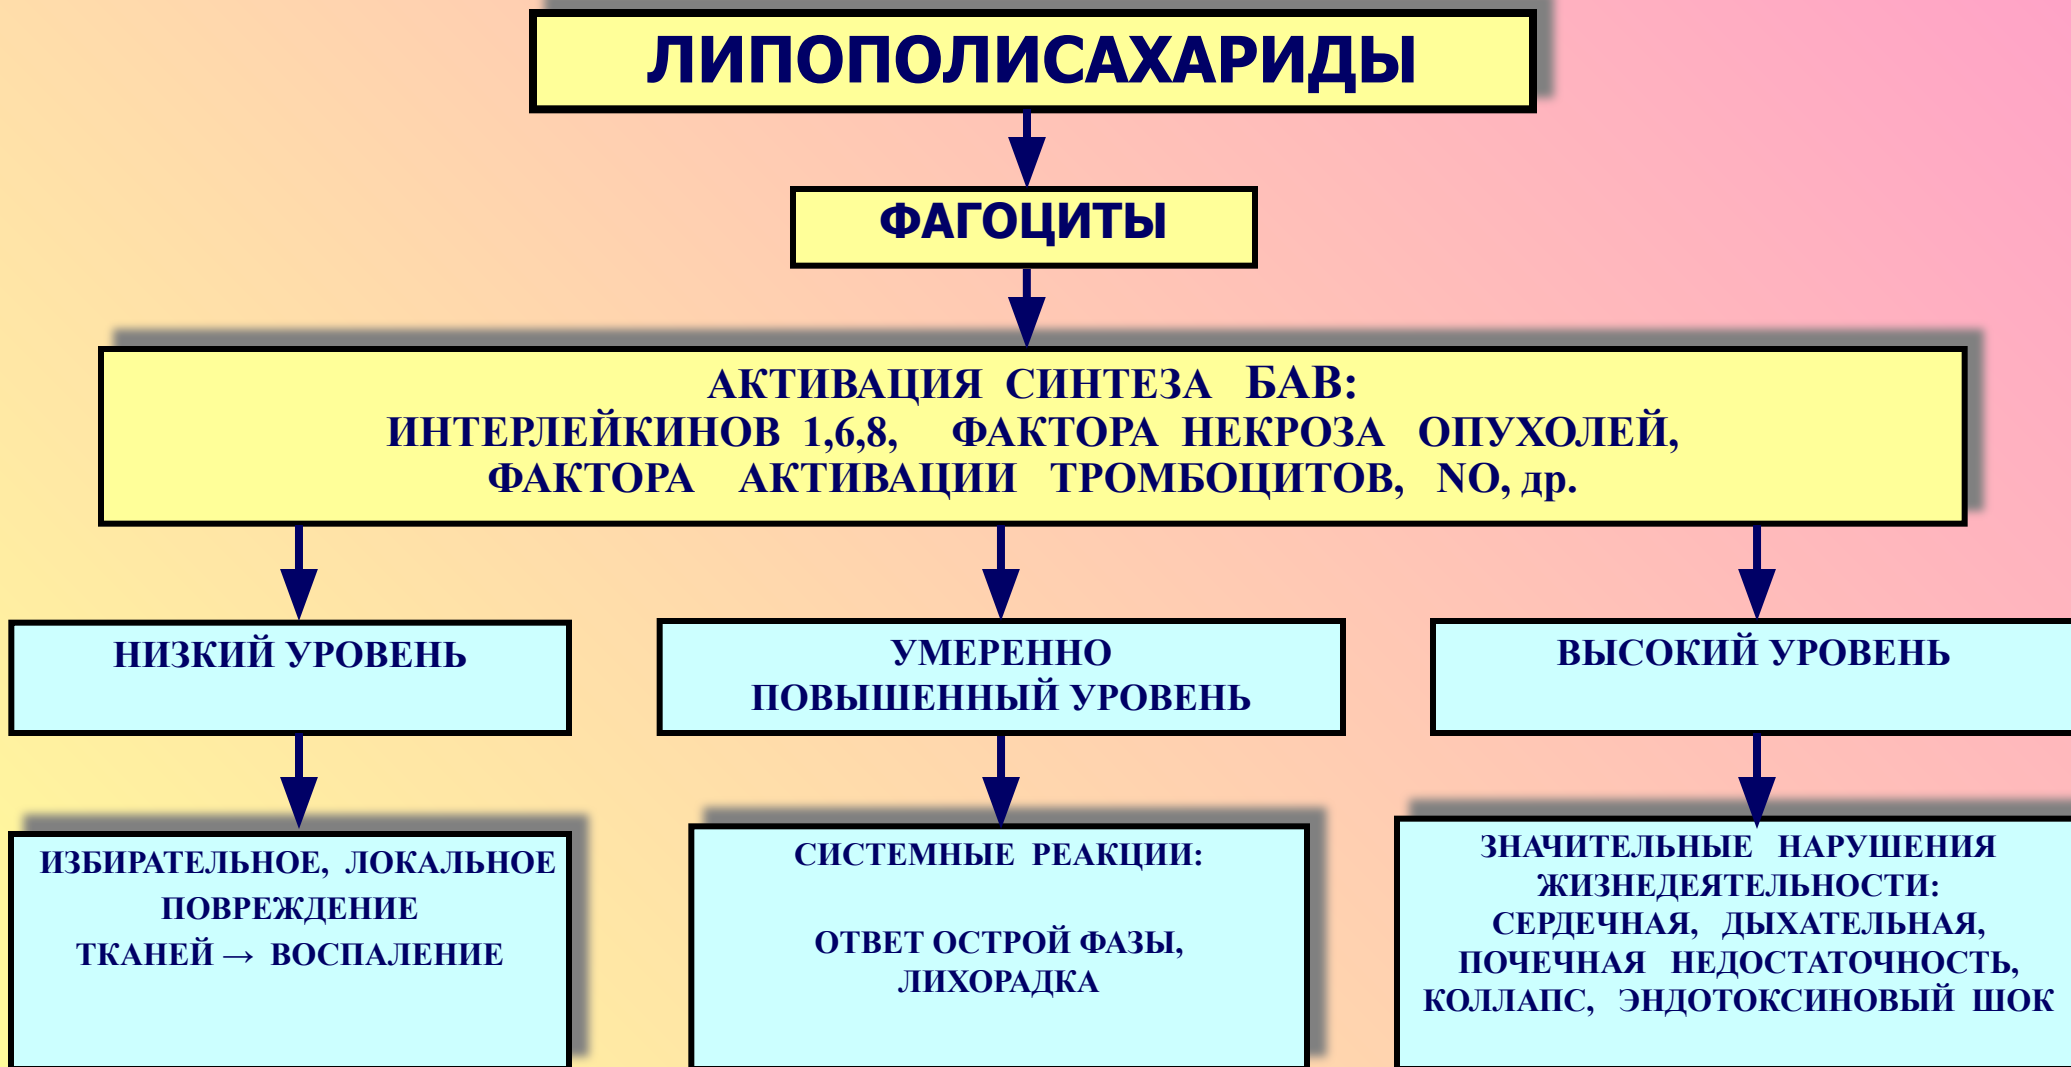 ЛИПОПОЛИСАХАРИДЫ
ФАГОЦИТЫ
АКТИВАЦИЯ СИНТЕЗА БАВ:
ИНТЕРЛЕЙКИНОВ 1,6,8, ФАКТОРА НЕКРОЗА ОПУХОЛЕЙ,
ФАКТОРА АКТИВАЦИИ ТРОМБОЦИТОВ, NO, др.
НИЗКИЙ УРОВЕНЬ
УМЕРЕННО
ПОВЫШЕННЫЙ УРОВЕНЬ
ВЫСОКИЙ УРОВЕНЬ
ИЗБИРАТЕЛЬНОЕ, ЛОКАЛЬНОЕ
ПОВРЕЖДЕНИЕ
ТКАНЕЙ → ВОСПАЛЕНИЕ
СИСТЕМНЫЕ РЕАКЦИИ:
ОТВЕТ ОСТРОЙ ФАЗЫ,
ЛИХОРАДКА
ЗНАЧИТЕЛЬНЫЕ НАРУШЕНИЯ
ЖИЗНЕДЕЯТЕЛЬНОСТИ:
СЕРДЕЧНАЯ, ДЫХАТЕЛЬНАЯ,
ПОЧЕЧНАЯ НЕДОСТАТОЧНОСТЬ,
КОЛЛАПС, ЭНДОТОКСИНОВЫЙ ШОК